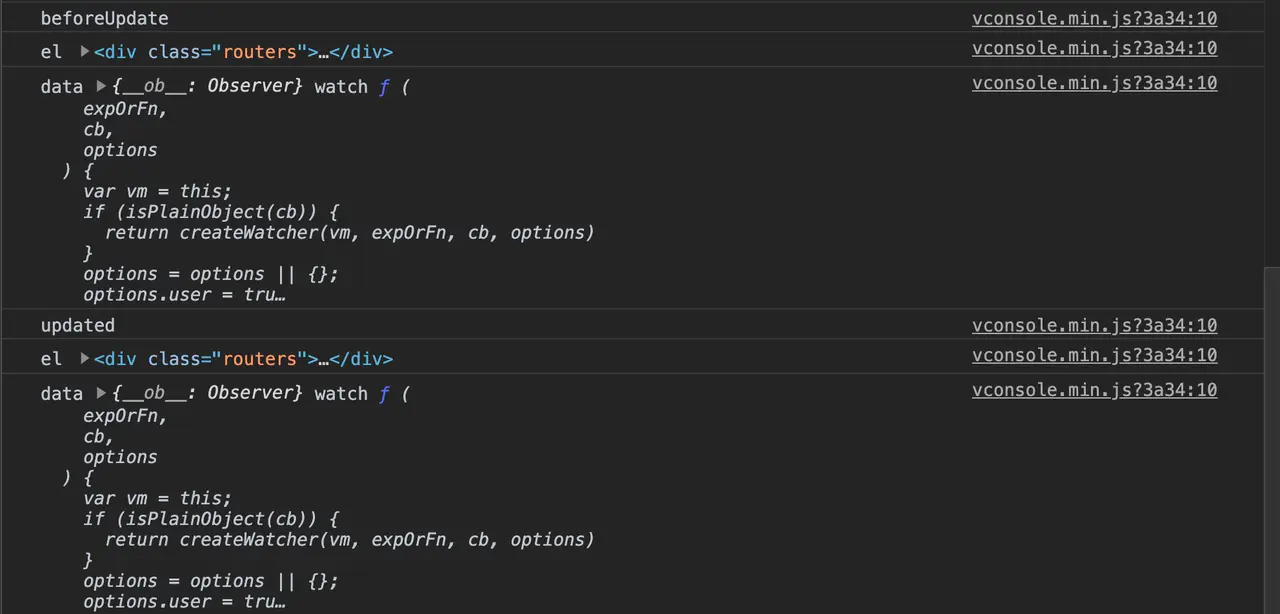 beforeUpdate vconsole.min.js?3a34:10
el ▶<div class="routers">…</div> vconsole.min.js?3a34:10
data ▶{__ob__: Observer} watch ƒ ( vconsole.min.js?3a34:10
expOrFn,
cb,
options
) {
var vm = this;
if (isPlainObject(cb)) {
return createWatcher(vm, expOrFn, cb, options)
}
options = options || {};
options.user = tru…
updated vconsole.min.js?3a34:10
el ▶<div class="routers">…</div> vconsole.min.js?3a34:10
data ▶{__ob__: Observer} watch ƒ ( vconsole.min.js?3a34:10
expOrFn,
cb,
options
) {
var vm = this;
if (isPlainObject(cb)) {
return createWatcher(vm, expOrFn, cb, options)
}
options = options || {};
options.user = tru…